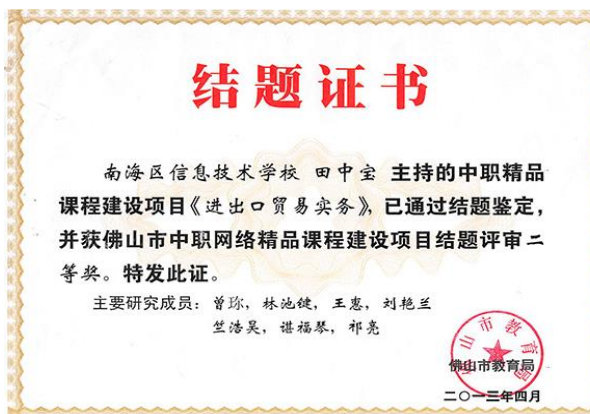 结题证书
南海区信息技术学校 田中宝 主持的中职精品
课程建设项目《进出口贸易实务》，已通过结题鉴定，
并获佛山市中职网络精品课程建设项目结题评审二
等奖。特发此证。
主要研究成员：曾珎，林池键，王惠，刘艳兰
竺浩昊，谌福琴，祁亮
佛山市教育局
佛山市教育局
二〇一三年四月